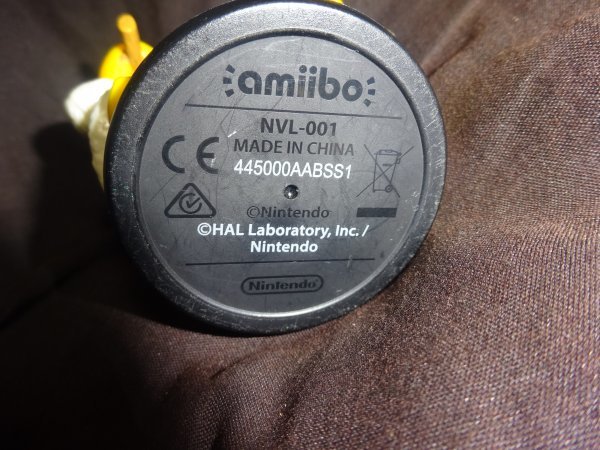 amiibo
NVL-001
MADE IN CHINA
445000AABSS1
CE
©Nintendo
©HAL Laboratory, Inc. /
Nintendo
Nintendo